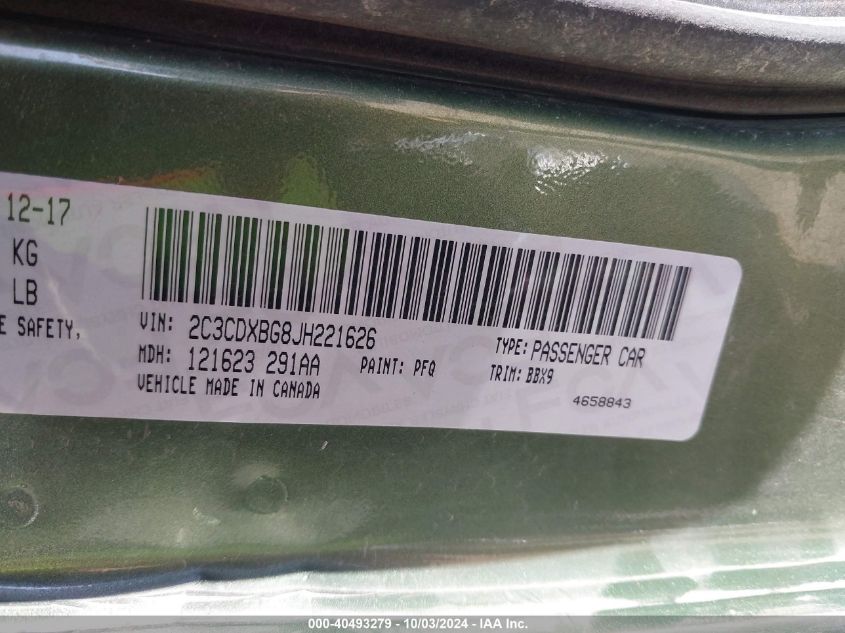 12-17
KG
LB
E SAFETY,
VIN: 2C3CDXBG8JH221626
TYPE: PASSENGER CAR
MDH: 121623 291AA
PAINT: PFQ
TRIM: BBX9
VEHICLE MADE IN CANADA
4658843
000-40493279 - 10/03/2024 - IAA Inc.